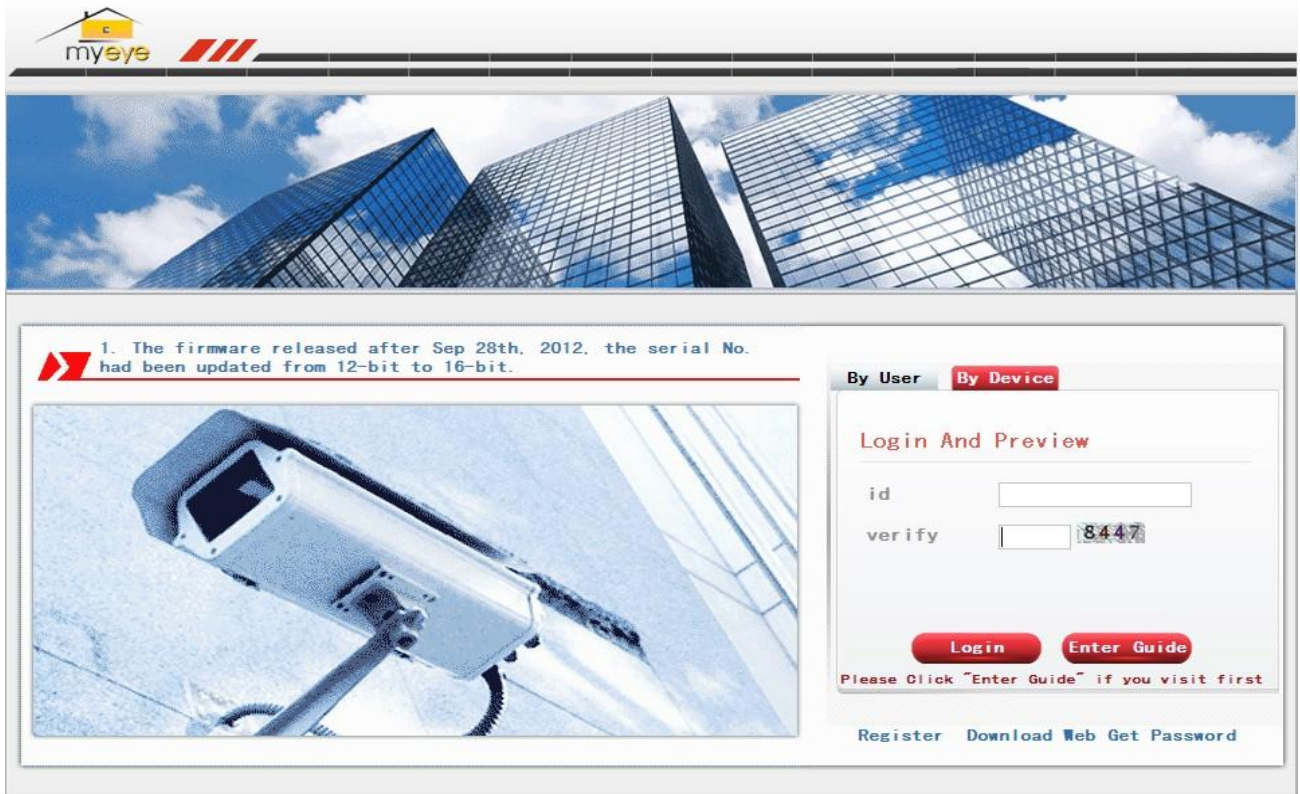 myeye
1. The firmware released after Sep 28th, 2012, the serial No.
had been updated from 12-bit to 16-bit.
By User By Device
Login And Preview
id
verify 8447
Login Enter Guide
Please Click "Enter Guide" if you visit first
Register Download Web Get Password